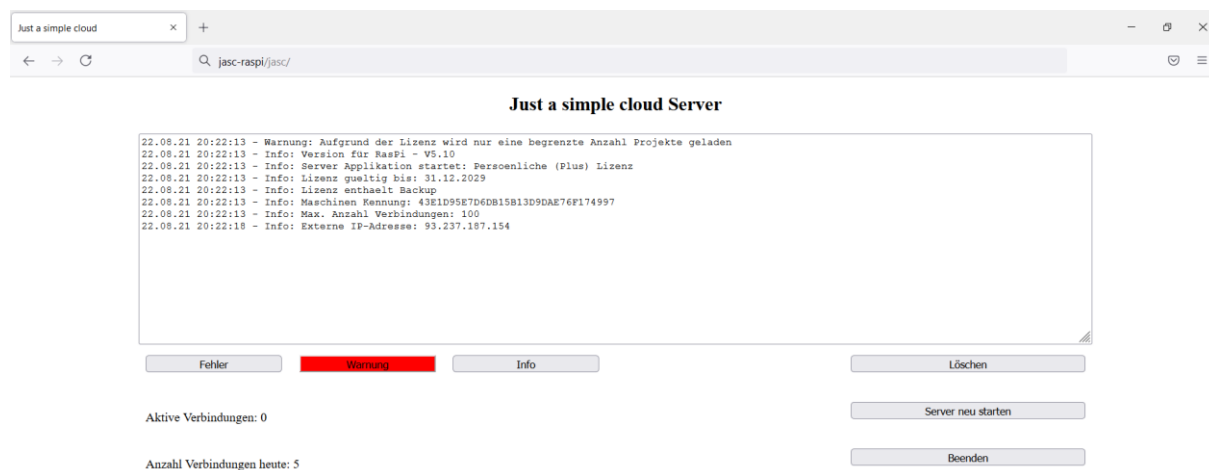 Just a simple cloud
jasc-raspi/jasc/
Just a simple cloud Server
22.08.21 20:22:13 - Warnung: Aufgrund der Lizenz wird nur eine begrenzte Anzahl Projekte geladen
22.08.21 20:22:13 - Info: Version für RasPi - V5.10
22.08.21 20:22:13 - Info: Server Applikation startet: Persoenliche (Plus) Lizenz
22.08.21 20:22:13 - Info: Lizenz gueltig bis: 31.12.2029
22.08.21 20:22:13 - Info: Lizenz enthaelt Backup
22.08.21 20:22:13 - Info: Maschinen Kennung: 43E1D95E7D6DB15B13D9DAE76F174997
22.08.21 20:22:13 - Info: Max. Anzahl Verbindungen: 100
22.08.21 20:22:18 - Info: Externe IP-Adresse: 93.237.187.154
Fehler Warnung Info Löschen
Aktive Verbindungen: 0 Server neu starten
Anzahl Verbindungen heute: 5 Beenden